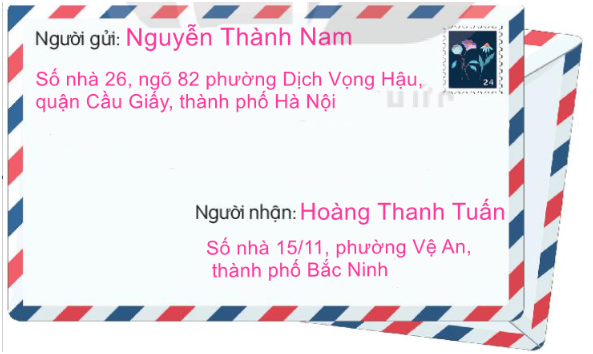 Người gửi: Nguyễn Thành Nam
Số nhà 26, ngõ 82 phường Dịch Vọng Hậu,
quận Cầu Giấy, thành phố Hà Nội
24
Người nhận: Hoàng Thanh Tuấn
Số nhà 15/11, phường Vệ An,
thành phố Bắc Ninh